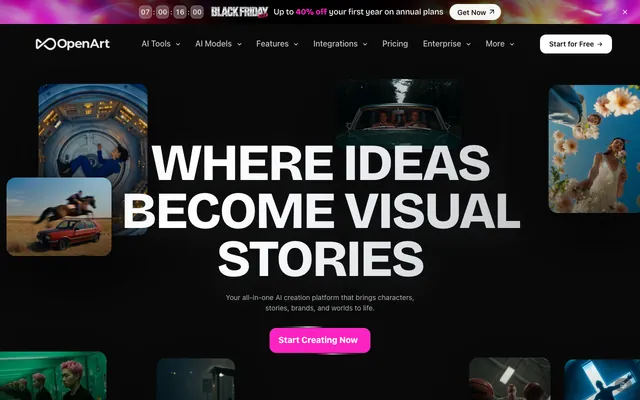 07 : 00 : 16 : 00 BLACK FRIDAY Up to 40% off your first year on annual plans Get Now
OpenArt AI Tools AI Models Features Integrations Pricing Enterprise More Start for Free →
WHERE IDEAS
BECOME VISUAL
STORIES
Your all-in-one AI creation platform that brings characters,
stories, brands, and worlds to life.
Start Creating Now